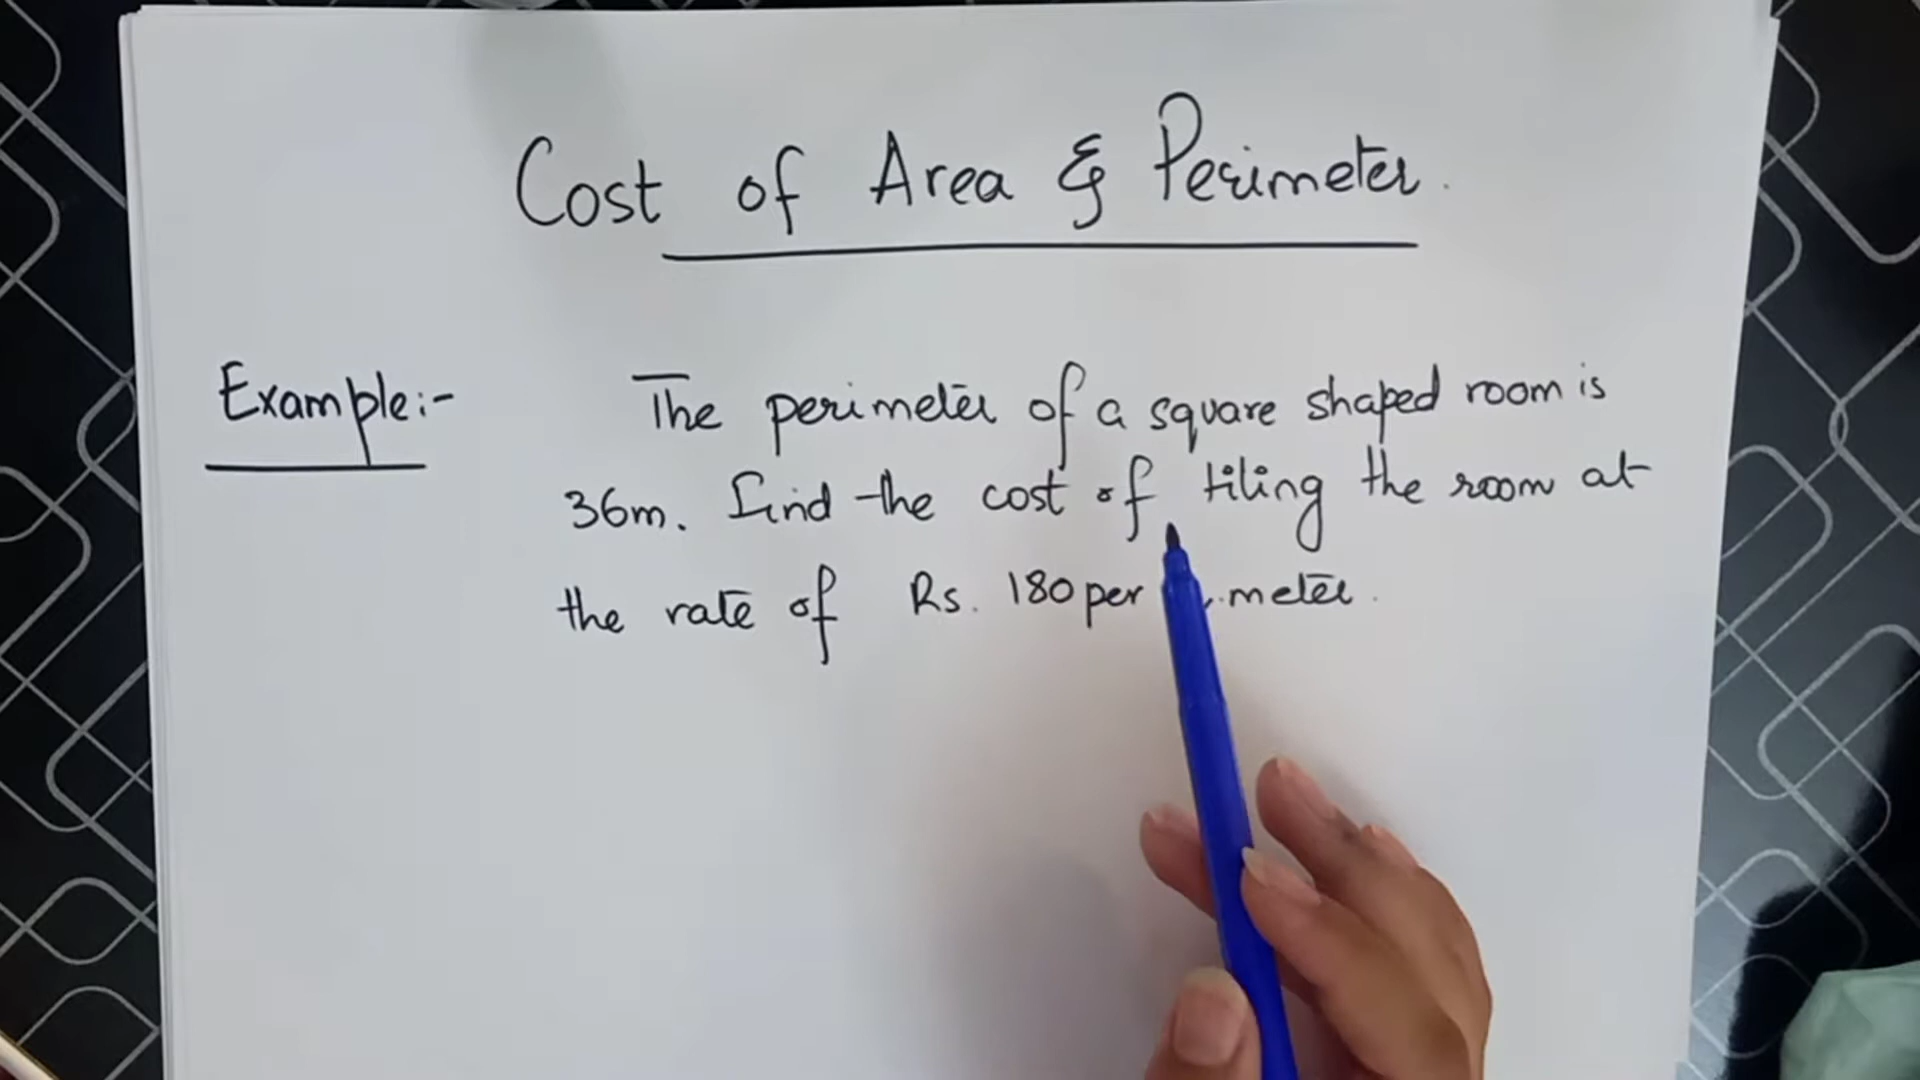 Cost of Area & Perimeter.
Example:- The perimeter of a square shaped room is
36m. Find the cost of tiling the room at
the rate of Rs. 180 per meter.